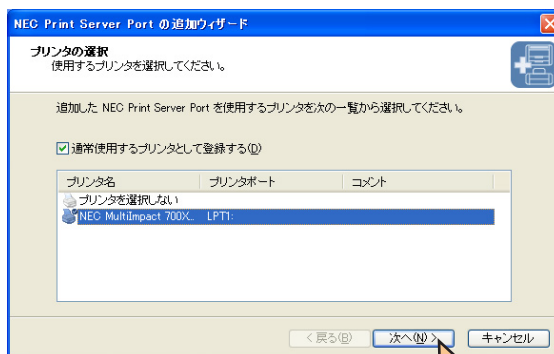 NEC Print Server Port の追加ウィザード
プリンタの選択
使用するプリンタを選択してください。
追加した NEC Print Server Port を使用するプリンタを次の一覧から選択してください。
通常使用するプリンタとして登録する(D)
プリンタ名 プリンタポート コメント
プリンタを選択しない
NEC MultiImpact 700X... LPT1:
< 戻る(B) 次へ(N) > キャンセル